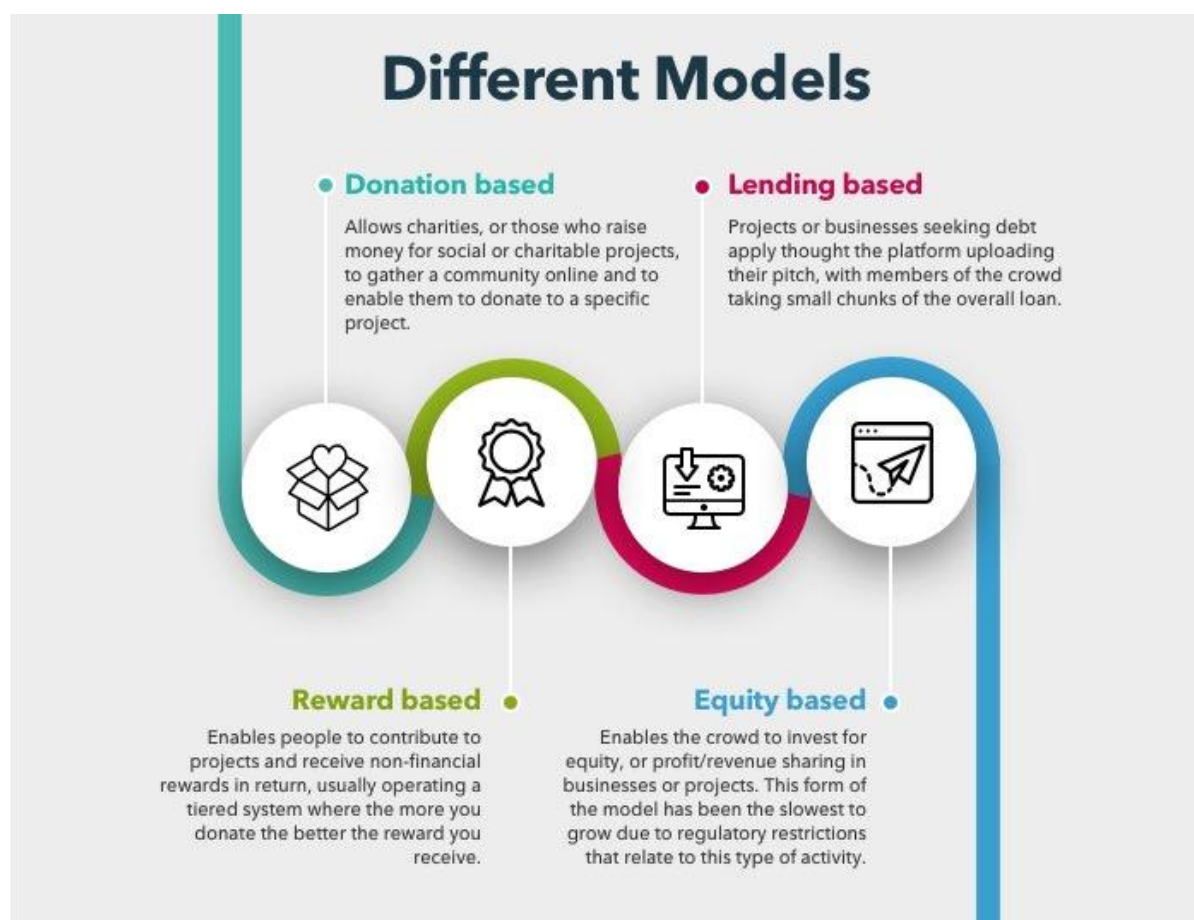 Different Models
Donation based
Allows charities, or those who raise
money for social or charitable projects,
to gather a community online and to
enable them to donate to a specific
project.
Lending based
Projects or businesses seeking debt
apply thought the platform uploading
their pitch, with members of the crowd
taking small chunks of the overall loan.
Reward based
Enables people to contribute to
projects and receive non-financial
rewards in return, usually operating a
tiered system where the more you
donate the better the reward you
receive.
Equity based
Enables the crowd to invest for
equity, or profit/revenue sharing in
businesses or projects. This form of
the model has been the slowest to
grow due to regulatory restrictions
that relate to this type of activity.